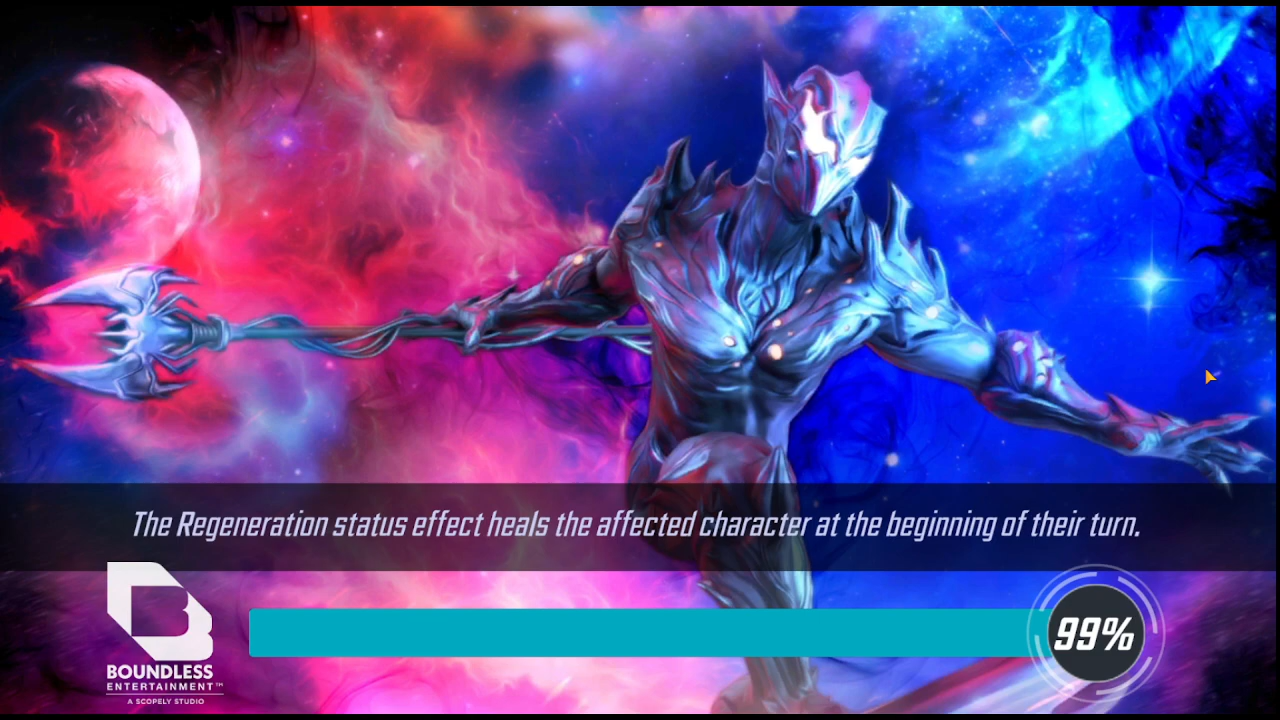 The Regeneration status effect heals the affected character at the beginning of their turn.
99%
BOUNDLESS
ENTERTAINMENT™
A SCOPELY STUDIO